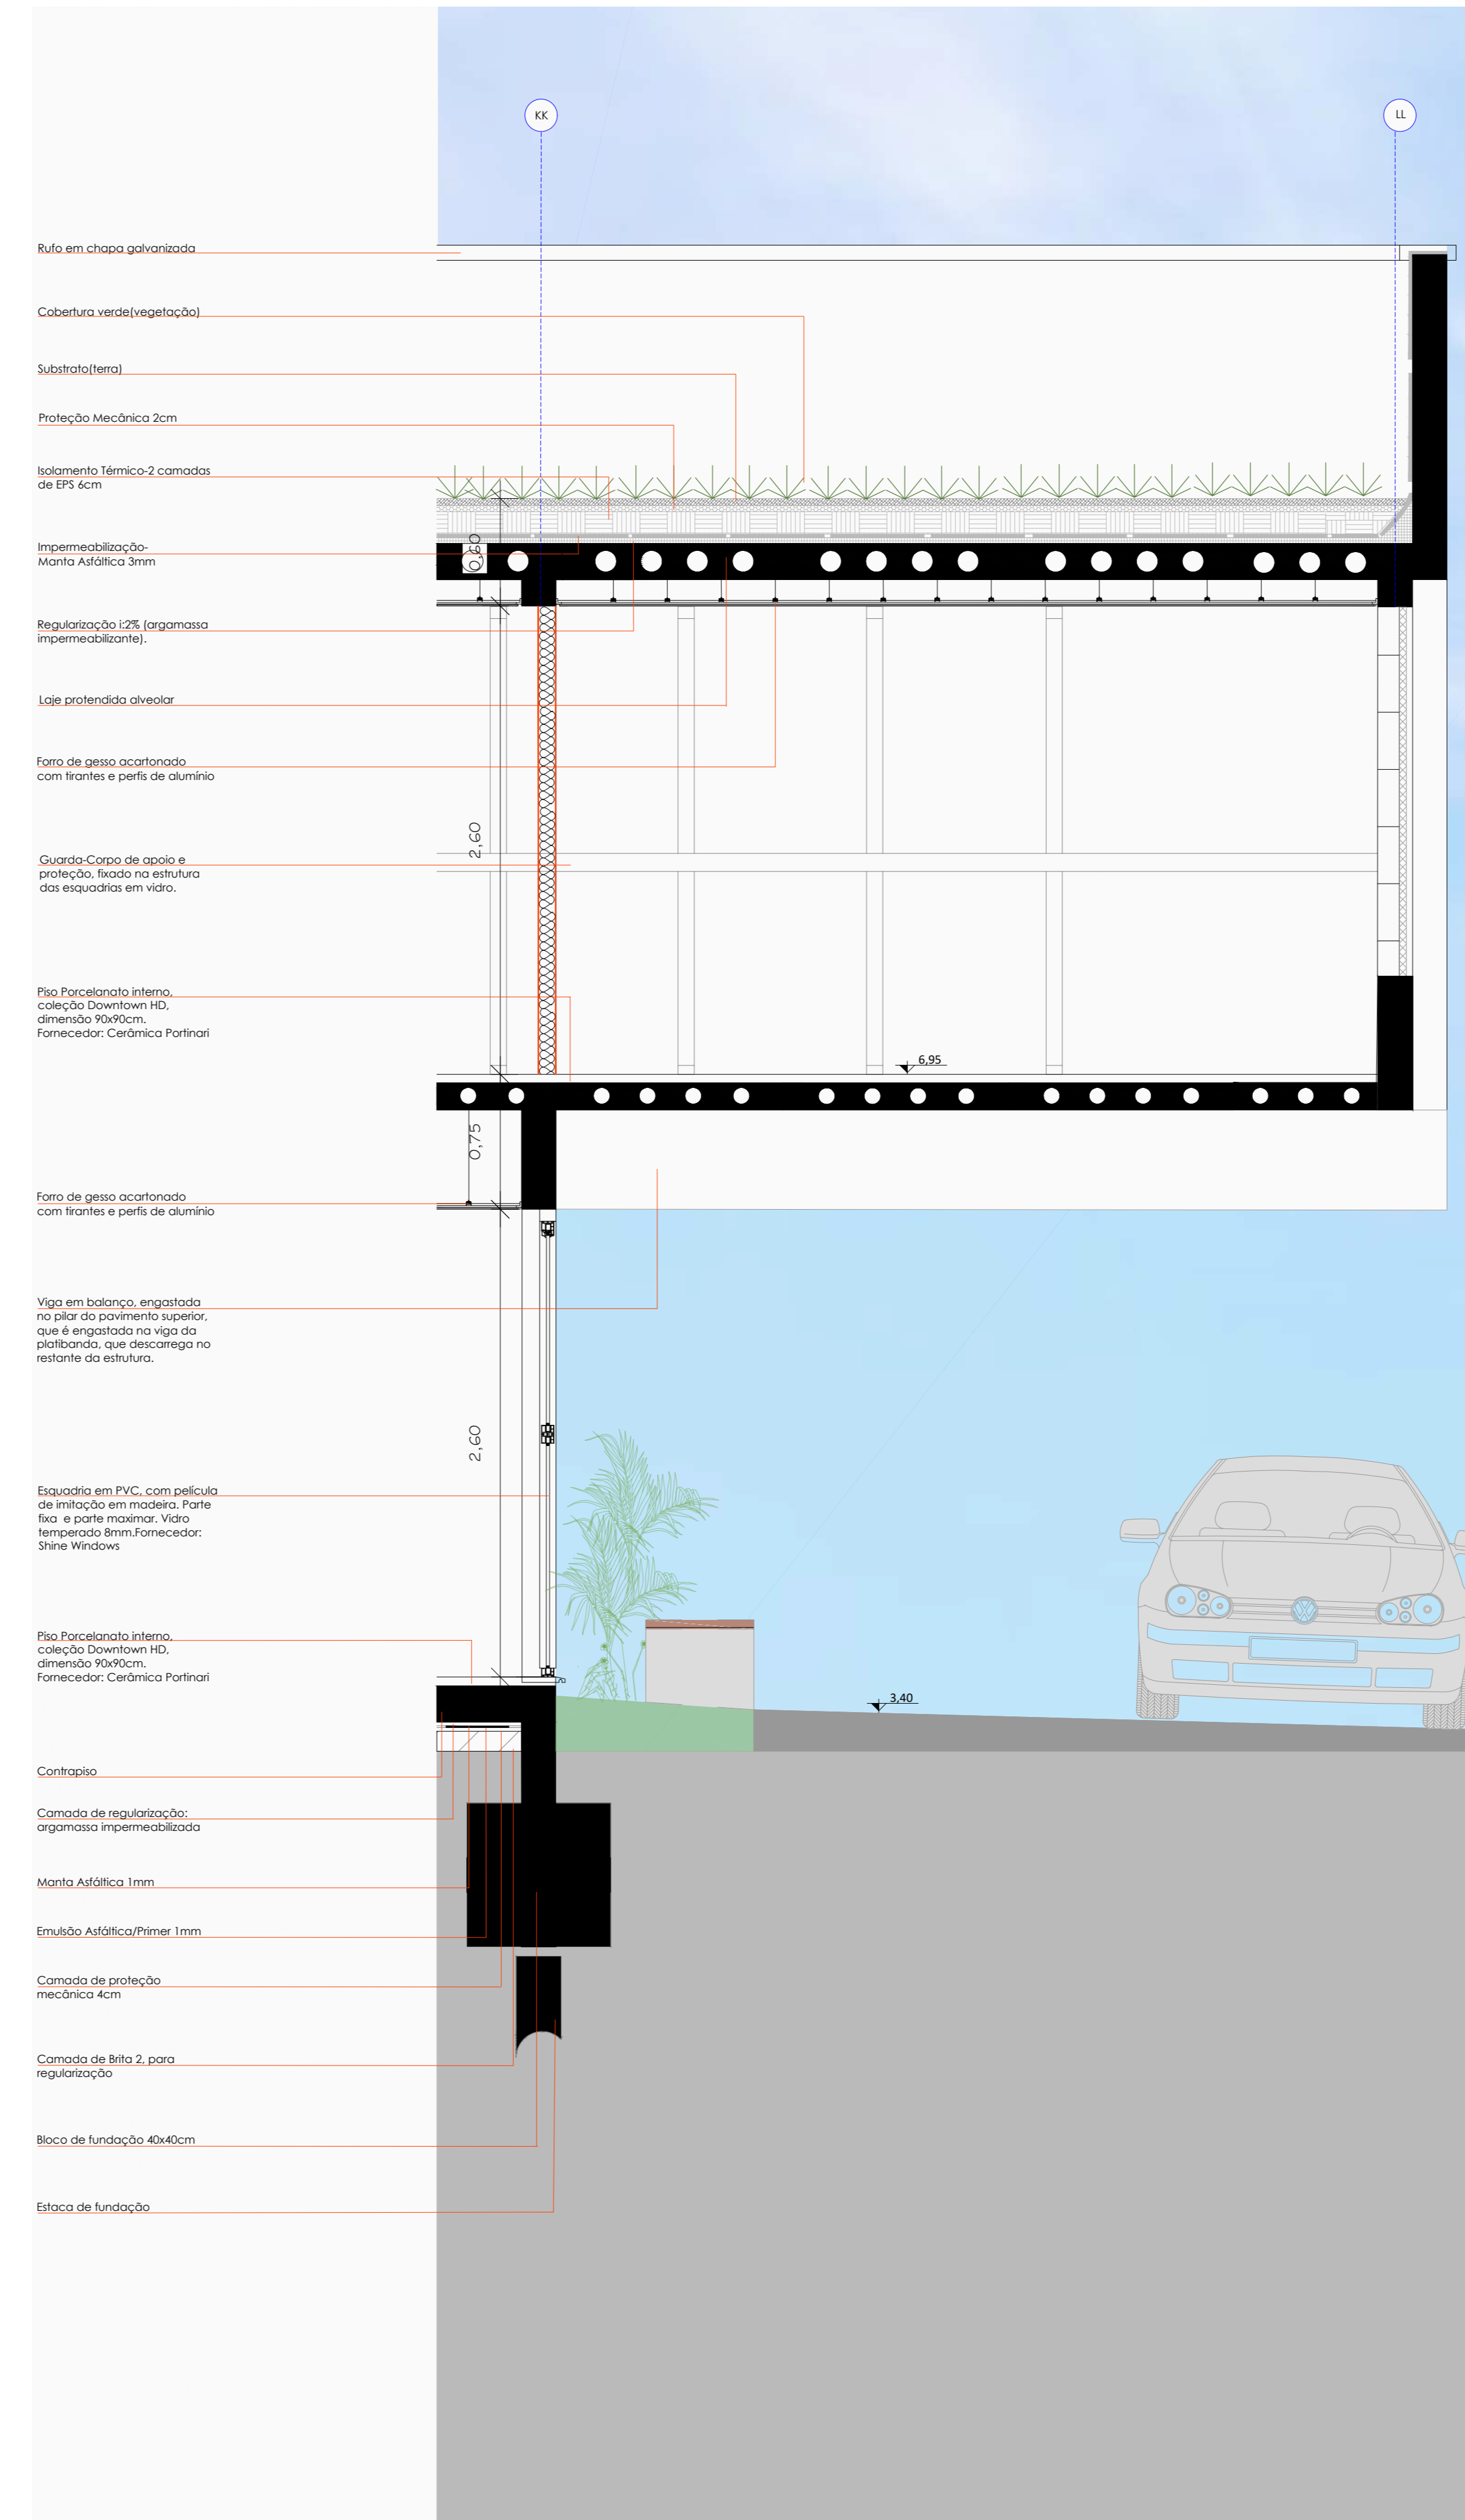 KK
LL
Rufo em chapa galvanizada
Cobertura verde(vegetação)
Substrato(terra)
Proteção Mecânica 2cm
Isolamento Térmico-2 camadas
de EPS 6cm
0,60
Impermeabilização-
Manta Asfáltica 3mm
Regularização i:2% (argamassa
impermeabilizante).
Laje protendida alveolar
Forro de gesso acartonado
com tirantes e perfis de alumínio
2,60
Guarda-Corpo de apoio e
proteção, fixado na estrutura
das esquadrias em vidro.
Piso Porcelanato interno,
coleção Downtown HD,
dimensão 90x90cm.
Fornecedor: Cerâmica Portinari
6,95
0,75
Forro de gesso acartonado
com tirantes e perfis de alumínio
Viga em balanço, engastada
no pilar do pavimento superior,
que é engastada na viga da
platibanda, que descarrega no
restante da estrutura.
2,60
Esquadria em PVC, com película
de imitação em madeira. Parte
fixa e parte maximar. Vidro
temperado 8mm.Fornecedor:
Shine Windows
Piso Porcelanato interno,
coleção Downtown HD,
dimensão 90x90cm.
Fornecedor: Cerâmica Portinari
3,40
Contrapiso
Camada de regularização:
argamassa impermeabilizada
Manta Asfáltica 1mm
Emulsão Asfáltica/Primer 1mm
Camada de proteção
mecânica 4cm
Camada de Brita 2, para
regularização
Bloco de fundação 40x40cm
Estaca de fundação